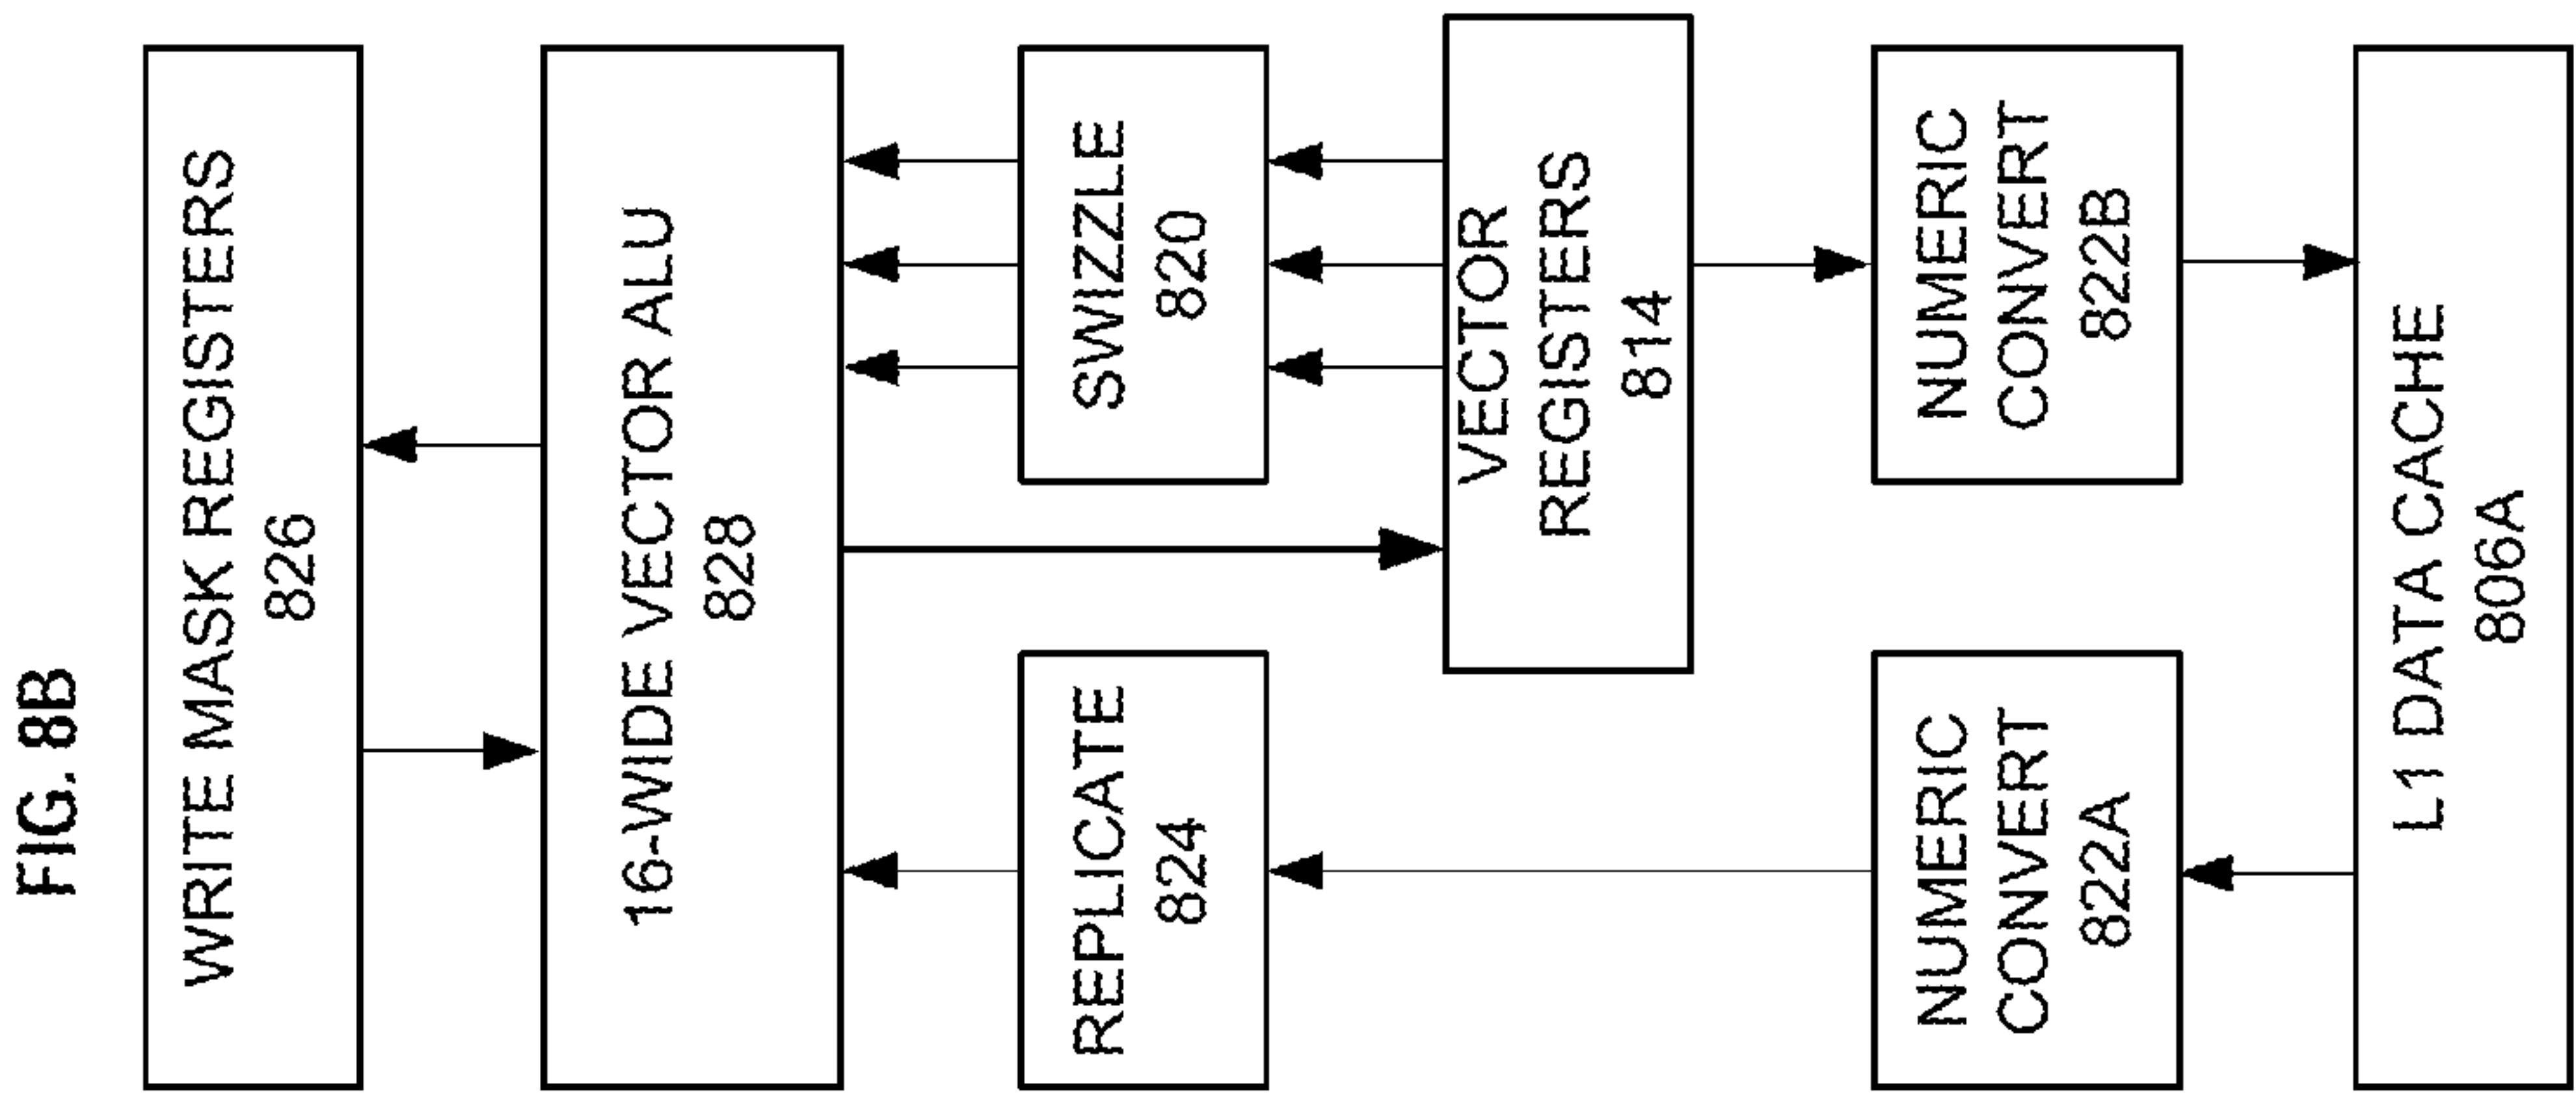 FIG. 8B
WRITE MASK REGISTERS
826
16-WIDE VECTOR ALU
828
REPLICATE
824
SWIZZLE
820
VECTOR
REGISTERS
814
NUMERIC
CONVERT
822A
NUMERIC
CONVERT
822B
L1 DATA CACHE
806A